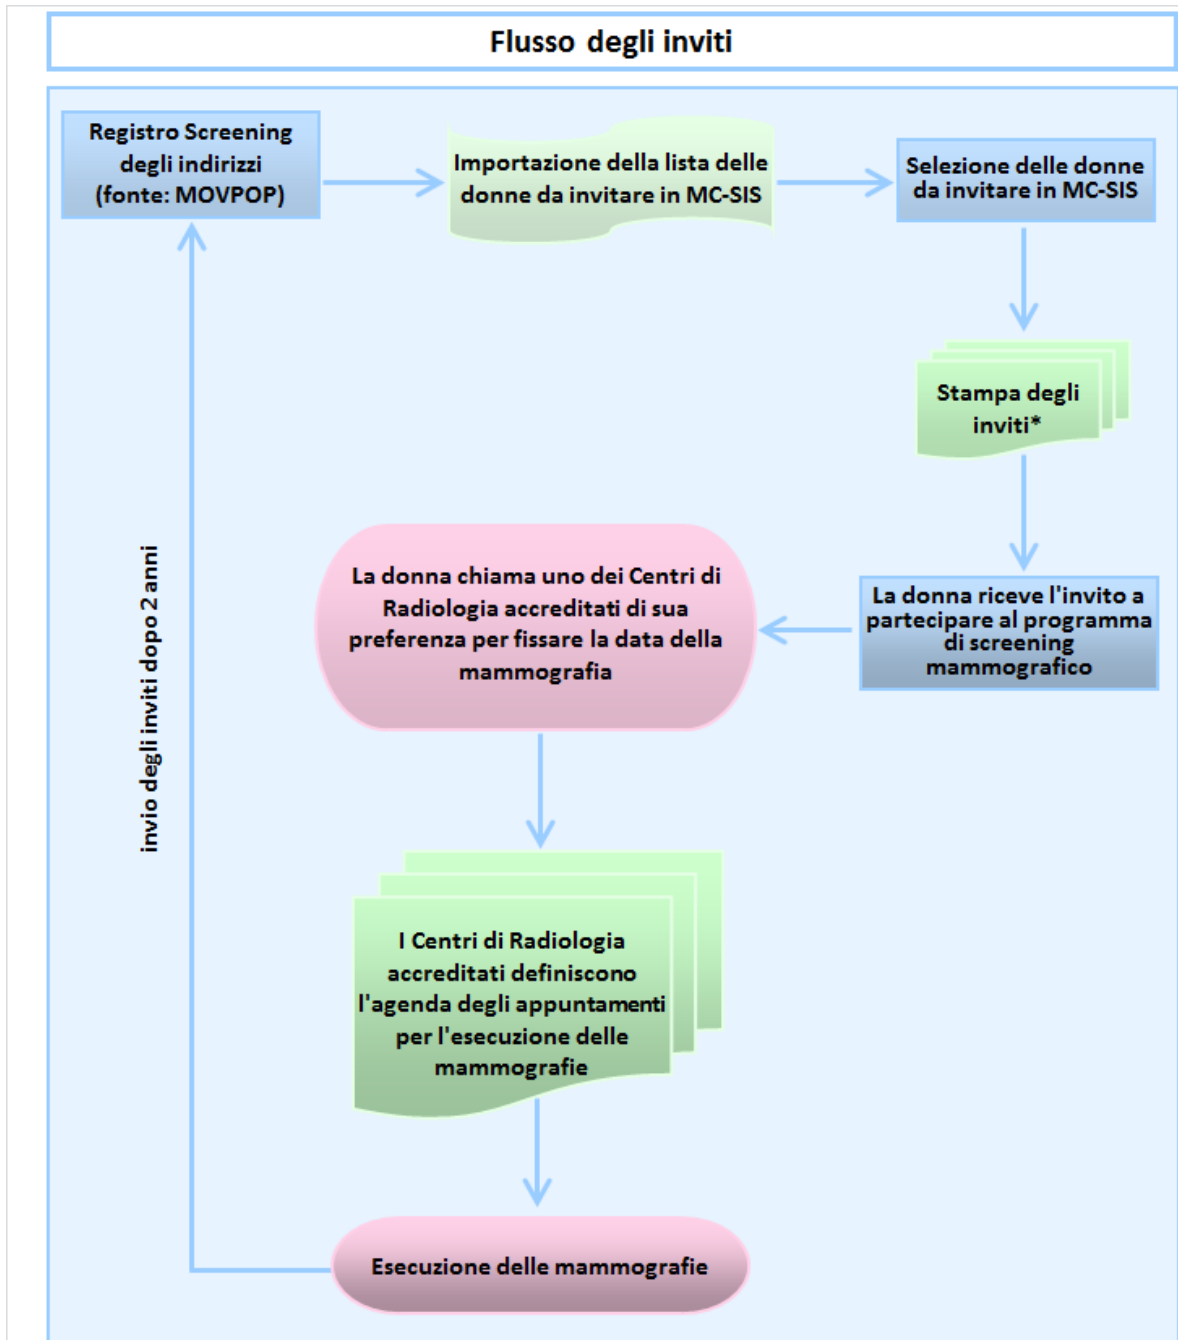 Flusso degli inviti
Registro Screening
degli indirizzi
(fonte: MOVPOP)
Importazione della lista delle
donne da invitare in MC-SIS
Selezione delle donne
da invitare in MC-SIS
Stampa degli
inviti*
La donna riceve l'invito a
partecipare al programma
di screening
mammografico
La donna chiama uno dei Centri di
Radiologia accreditati di sua
preferenza per fissare la data della
mammografia
I Centri di Radiologia
accreditati definiscono
l'agenda degli appuntamenti
per l'esecuzione delle
mammografie
Esecuzione delle mammografie
invio degli inviti dopo 2 anni